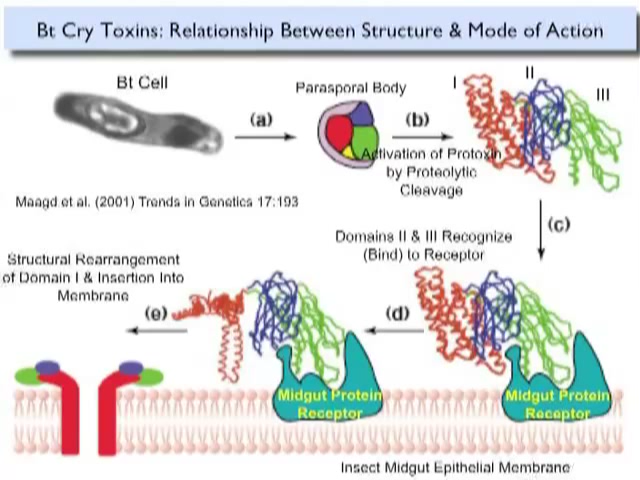 Bt Cry Toxins: Relationship Between Structure & Mode of Action
Bt Cell
Parasporal Body
I
II
III
(a)
(b)
Activation of Protoxin
by Proteolytic
Cleavage
Maagd et al. (2001) Trends in Genetics 17:193
(c)
Domains II & III Recognize
(Bind) to Receptor
Structural Rearrangement
of Domain I & Insertion Into
Membrane
(e)
(d)
Midgut Protein
Receptor
Midgut Protein
Receptor
Insect Midgut Epithelial Membrane